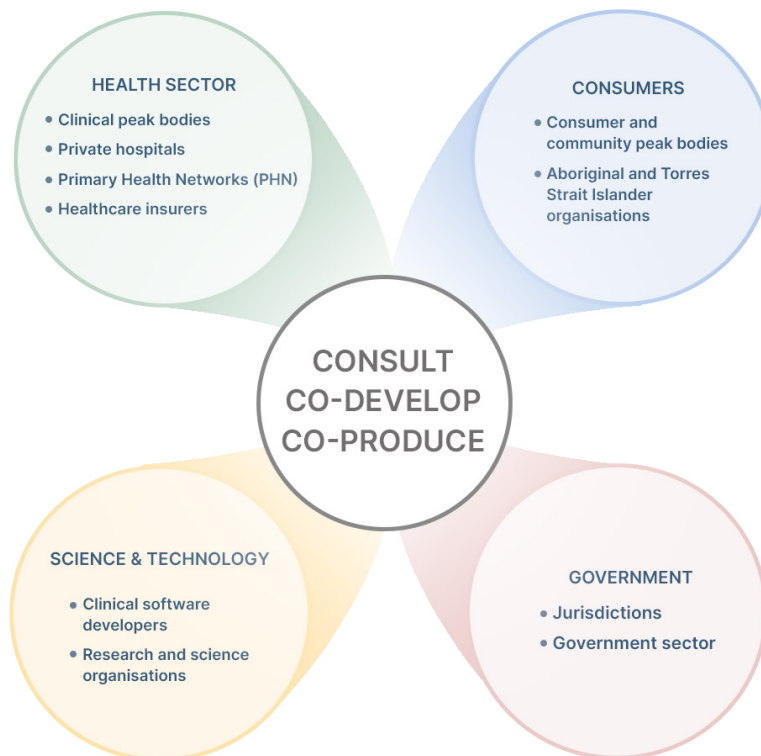 HEALTH SECTOR
• Clinical peak bodies
• Private hospitals
• Primary Health Networks (PHN)
• Healthcare insurers
CONSUMERS
• Consumer and
community peak bodies
• Aboriginal and Torres
Strait Islander
organisations
CONSULT
CO-DEVELOP
CO-PRODUCE
SCIENCE & TECHNOLOGY
• Clinical software
developers
• Research and science
organisations
GOVERNMENT
• Jurisdictions
• Government sector